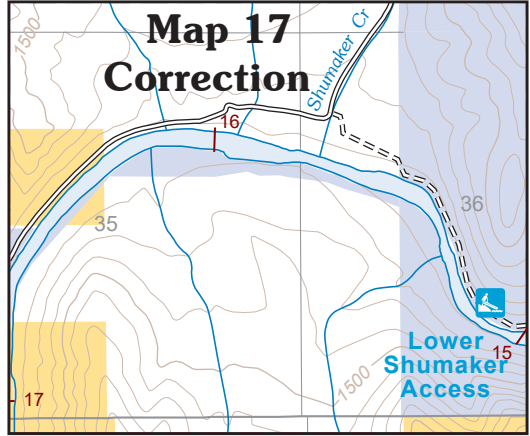 Map 17
Correction
1500
Shumaker Cr
16
35
36
Lower
Shumaker
Access
15
1500
17